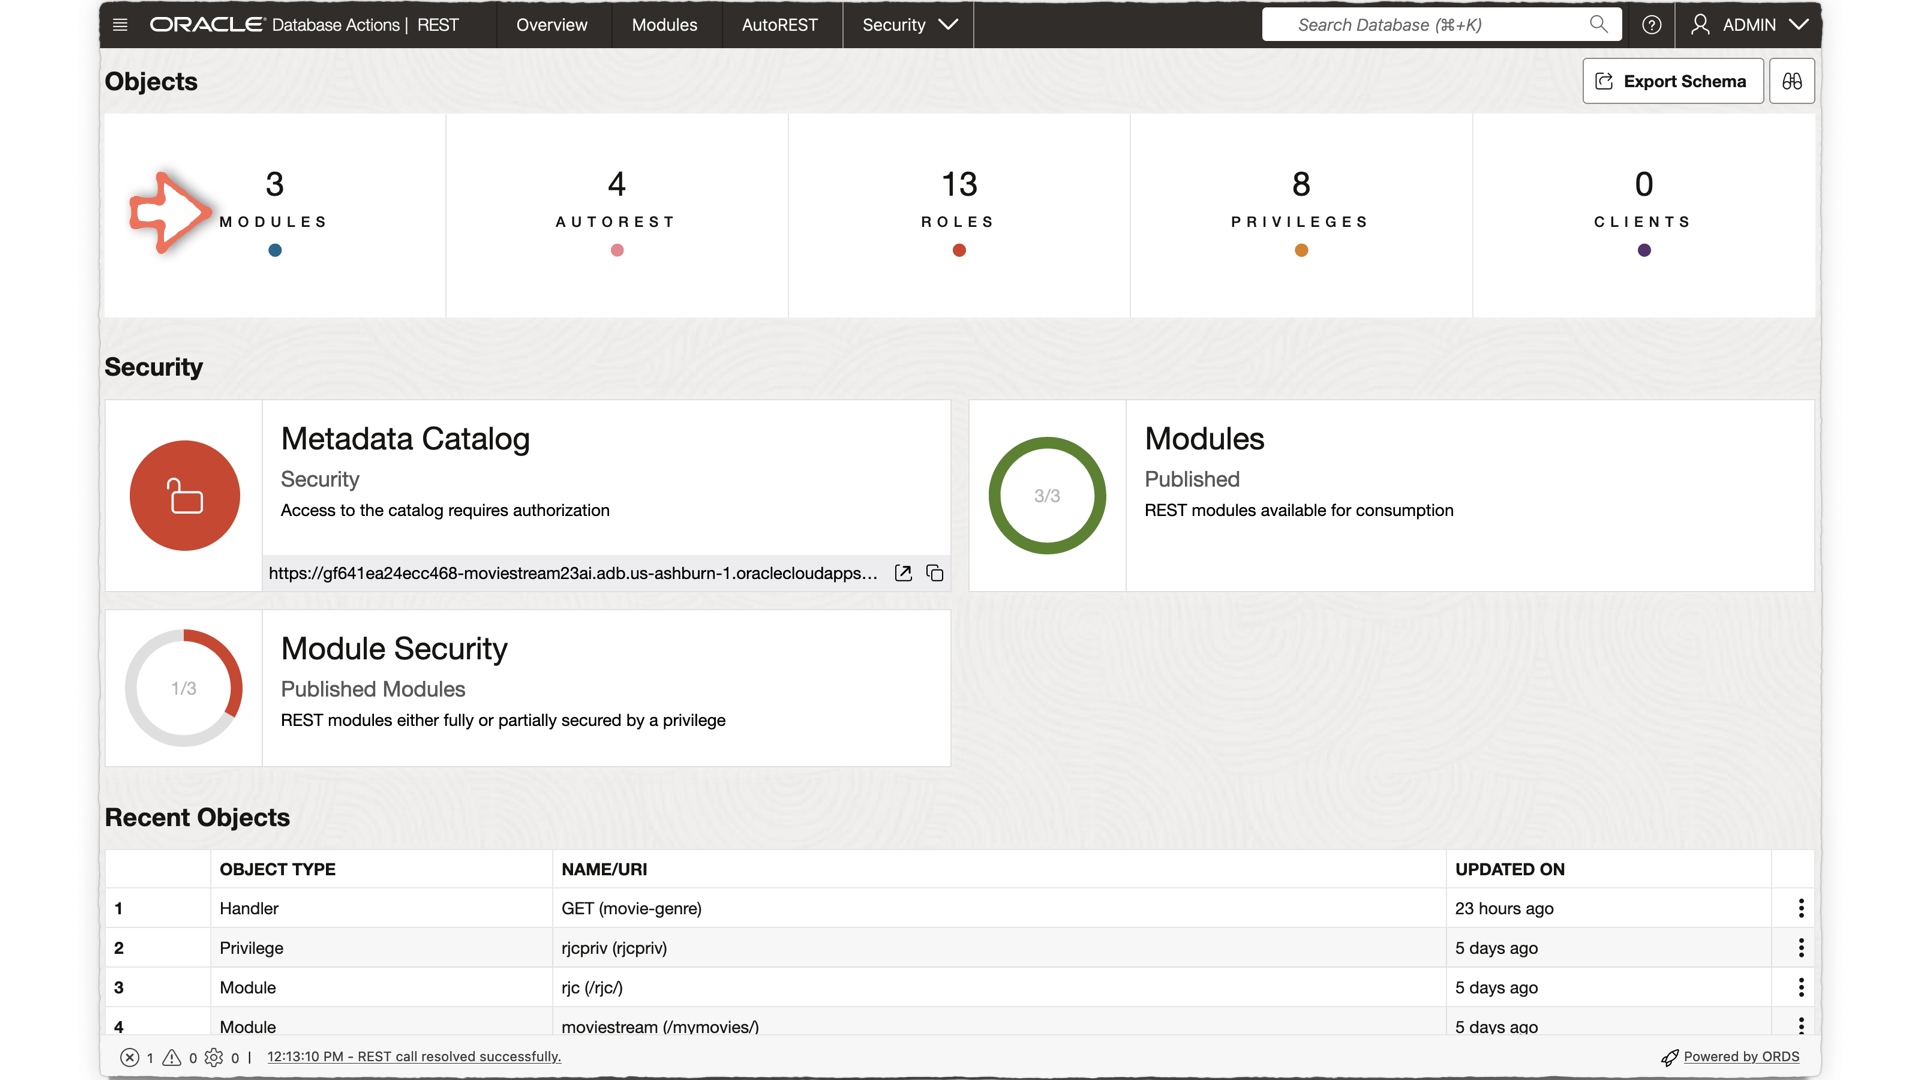 ORACLE Database Actions | REST Overview Modules AutoREST Security Search Database (⌘+K) ADMIN
Objects
Export Schema
3 4 13 8 0
MODULES AUTOREST ROLES PRIVILEGES CLIENTS
Security
Metadata Catalog
Security
Access to the catalog requires authorization
https://gf641ea24ecc468-moviestream23ai.adb.us-ashburn-1.oraclecloudapps...
3/3
Modules
Published
REST modules available for consumption
1/3
Module Security
Published Modules
REST modules either fully or partially secured by a privilege
Recent Objects
OBJECT TYPE NAME/URI UPDATED ON
1 Handler GET (movie-genre) 23 hours ago
2 Privilege rjcpriv (rjcpriv) 5 days ago
3 Module rjc (/rjc/) 5 days ago
4 Module moviestream (/mymovies/) 5 days ago
1 0 0 | 12:13:10 PM - REST call resolved successfully. Powered by ORDS